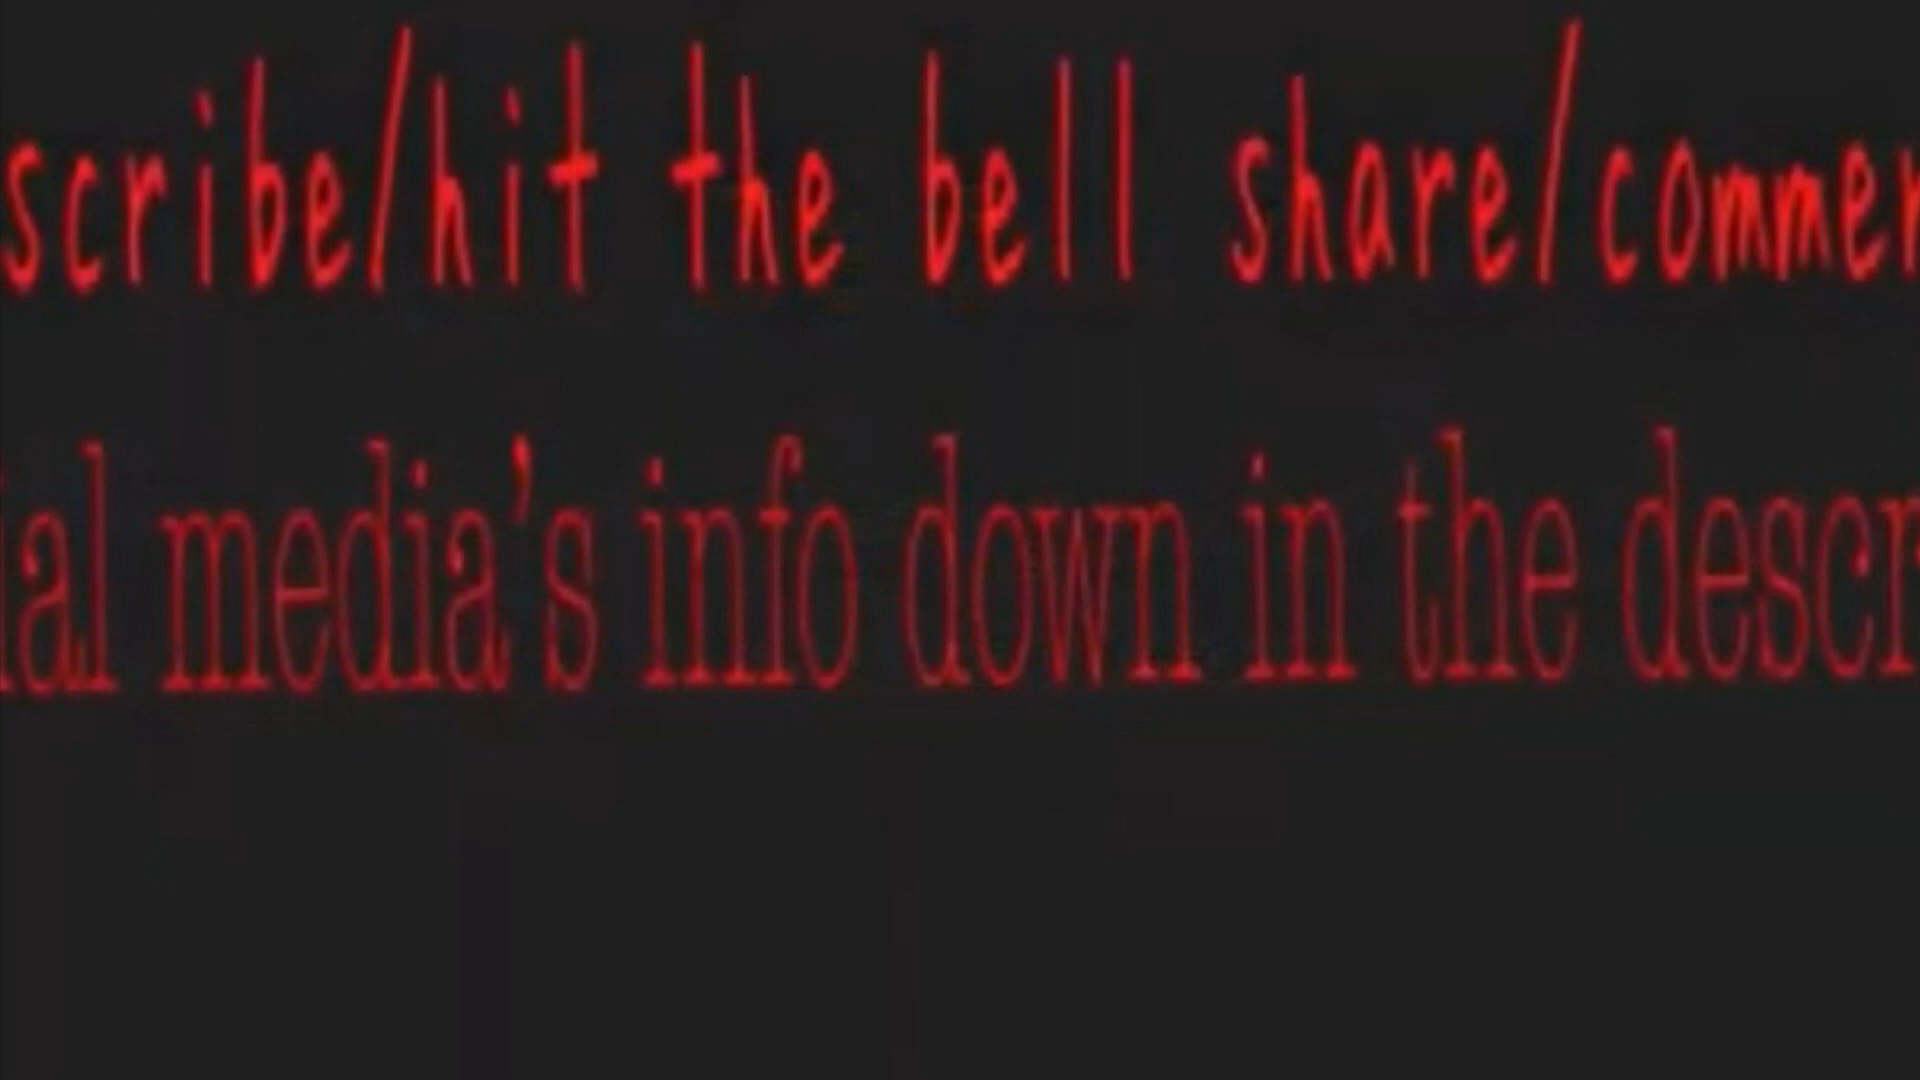 scribe/hit the bell share/commen
ial media's info down in the descr